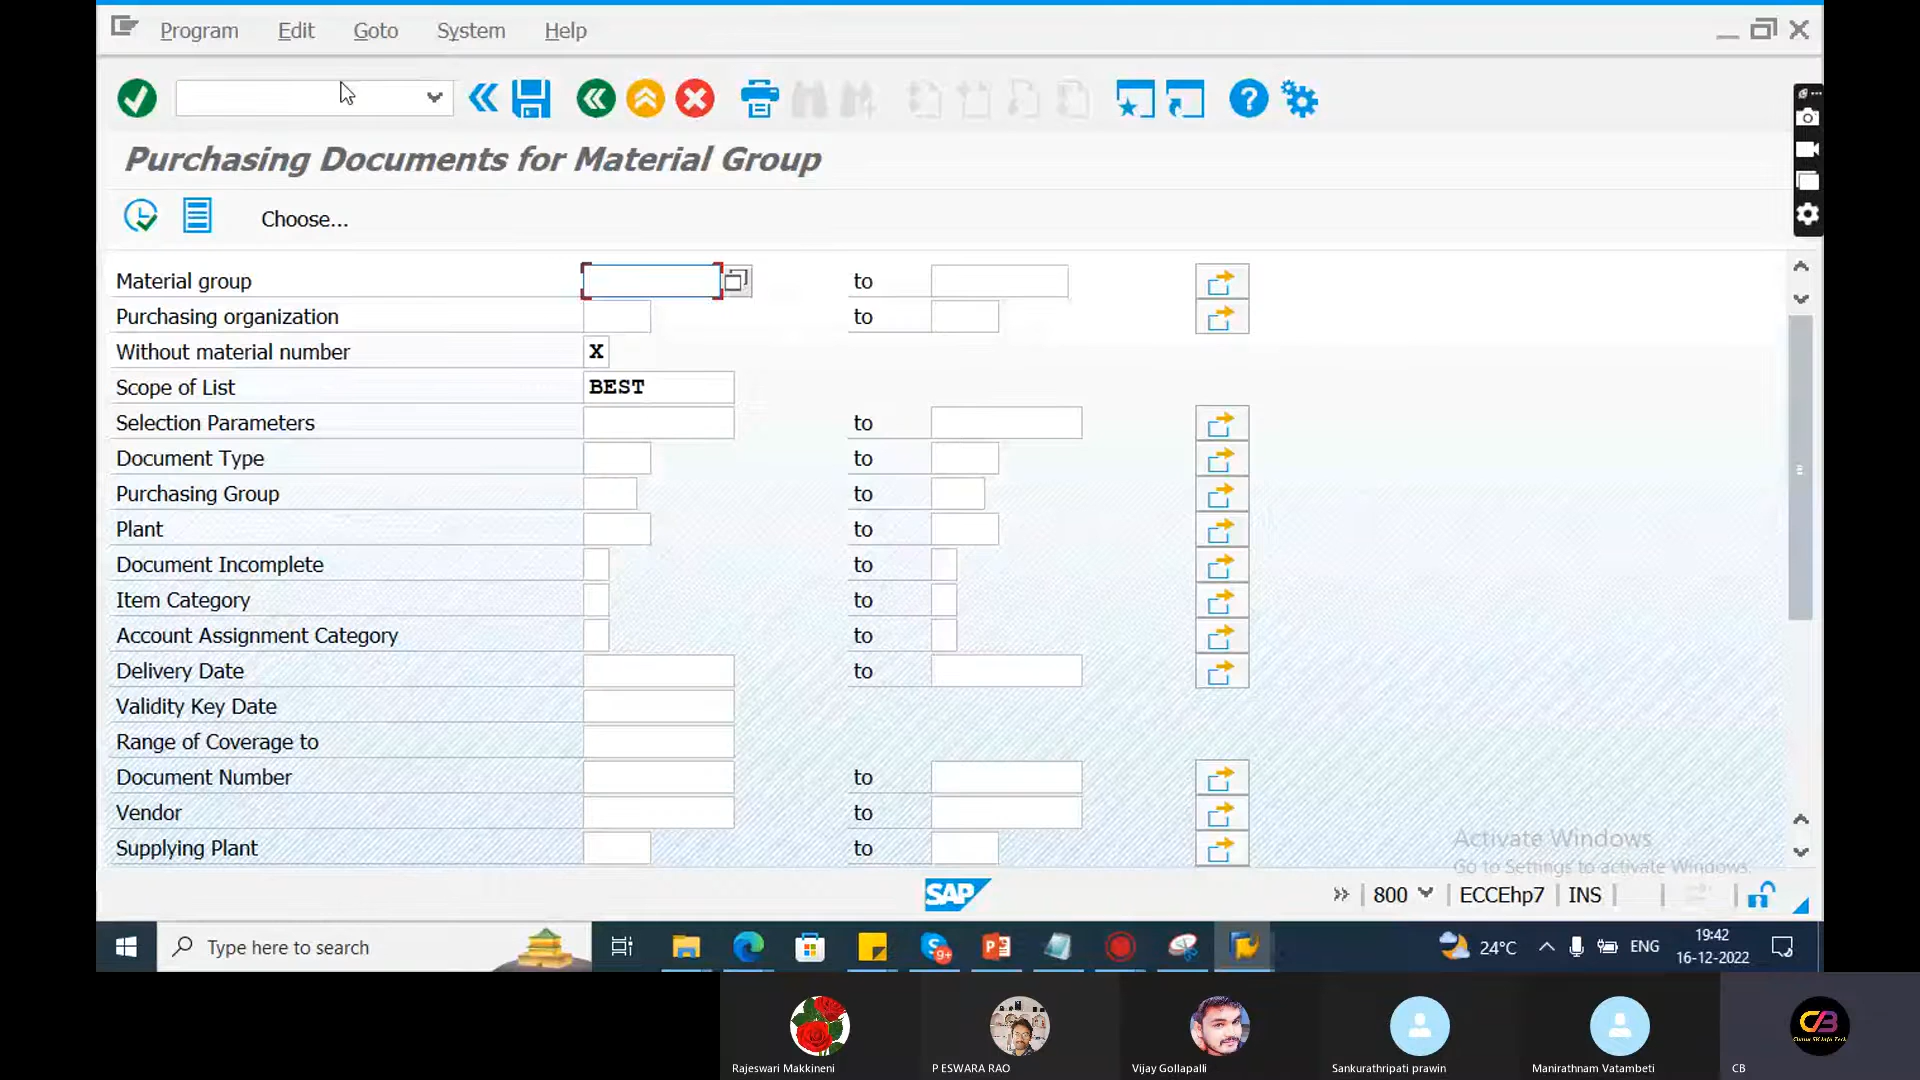 Program Edit Goto System Help
Purchasing Documents for Material Group
Choose...
Material group to
Purchasing organization to
Without material number X
Scope of List BEST
Selection Parameters to
Document Type to
Purchasing Group to
Plant to
Document Incomplete to
Item Category to
Account Assignment Category to
Delivery Date to
Validity Key Date
Range of Coverage to
Document Number to
Vendor to
Supplying Plant to
Activate Windows
Go to Settings to activate Windows.
SAP 800 ECCEhp7 INS
Type here to search 24°C ENG 19:42
16-12-2022
Rajeswari Makkineni P ESWARA RAO Vijay Gollapalli Sankurathripati prawin Manirathnam Vatambeti CB